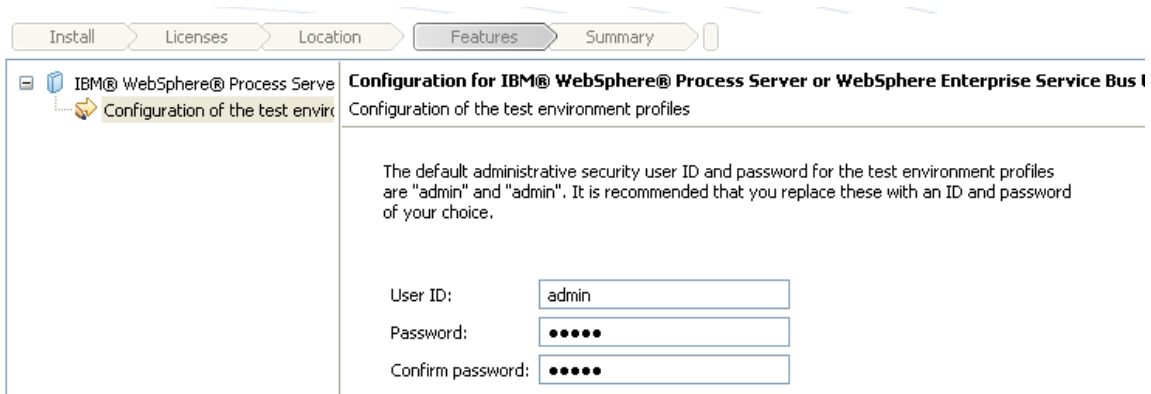 Install Licenses Location Features Summary
IBM® WebSphere® Process Serve
Configuration of the test enviro
Configuration for IBM® WebSphere® Process Server or WebSphere Enterprise Service Bus
Configuration of the test environment profiles
The default administrative security user ID and password for the test environment profiles
are "admin" and "admin". It is recommended that you replace these with an ID and password
of your choice.
User ID: admin
Password: •••••
Confirm password: •••••